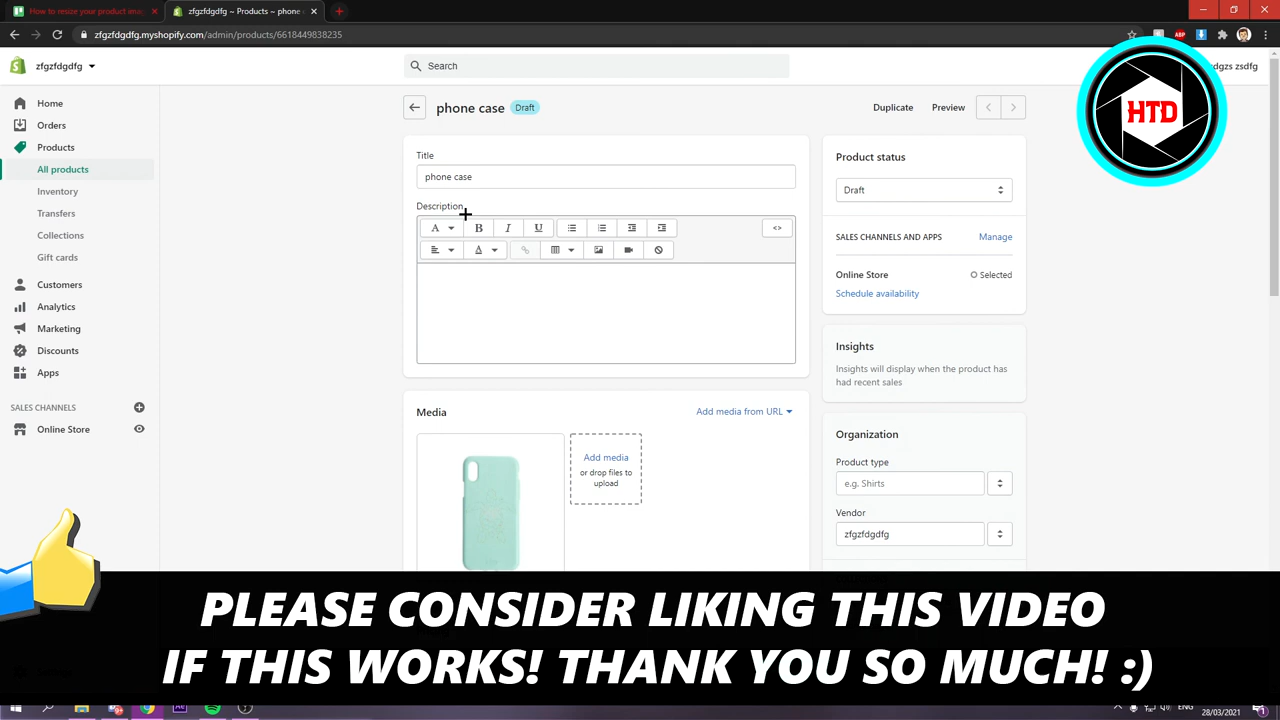 How to resize your product ima
zfgzfdgdfg ~ Products ~ phone
zfgzfdgdfg.myshopify.com/admin/products/6618449838235
ABP
zfgzfdgdfg
Search
dgzs zsdfg
HTD
Home
Orders
Products
All products
Inventory
Transfers
Collections
Gift cards
Customers
Analytics
Marketing
Discounts
Apps
SALES CHANNELS
Online Store
phone case
Draft
Duplicate
Preview
Title
phone case
Description
A
B
I
U
<>
A
Media
Add media from URL
Add media
or drop files to
upload
Product status
Draft
SALES CHANNELS AND APPS
Manage
Online Store
Selected
Schedule availability
Insights
Insights will display when the product has
had recent sales
Organization
Product type
e.g. Shirts
Vendor
zfgzfdgdfg
PLEASE CONSIDER LIKING THIS VIDEO
IF THIS WORKS! THANK YOU SO MUCH! :)
Ae
ENG
28/03/2021